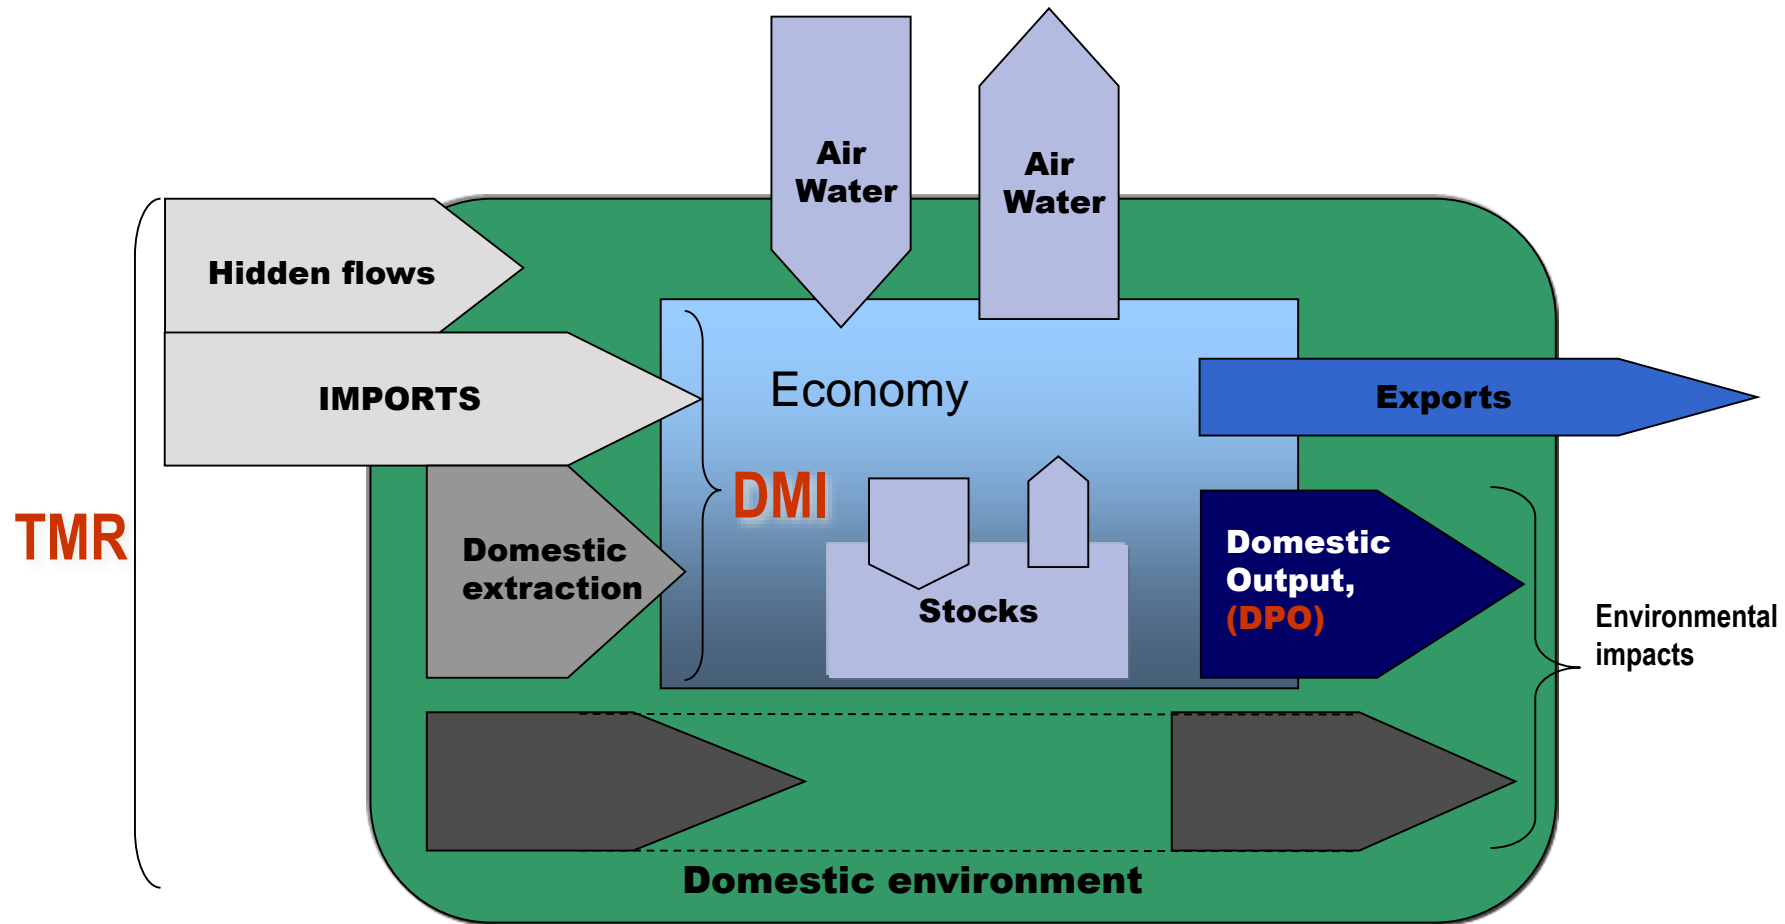 Air
Water
Air
Water
Hidden flows
IMPORTS
Economy
Exports
DMI
TMR
Domestic
extraction
Domestic
Output,
(DPO)
Stocks
Environmental
impacts
Domestic environment